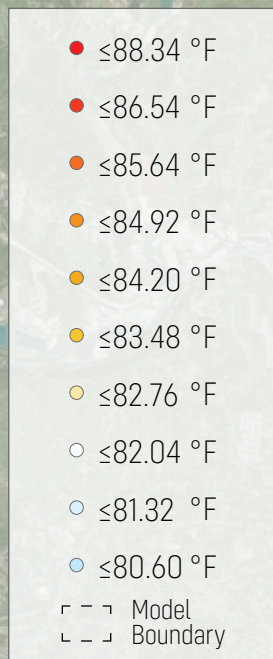 ≤88.34 °F
≤86.54 °F
≤85.64 °F
≤84.92 °F
≤84.20 °F
≤83.48 °F
≤82.76 °F
≤82.04 °F
≤81.32 °F
≤80.60 °F
Model
Boundary